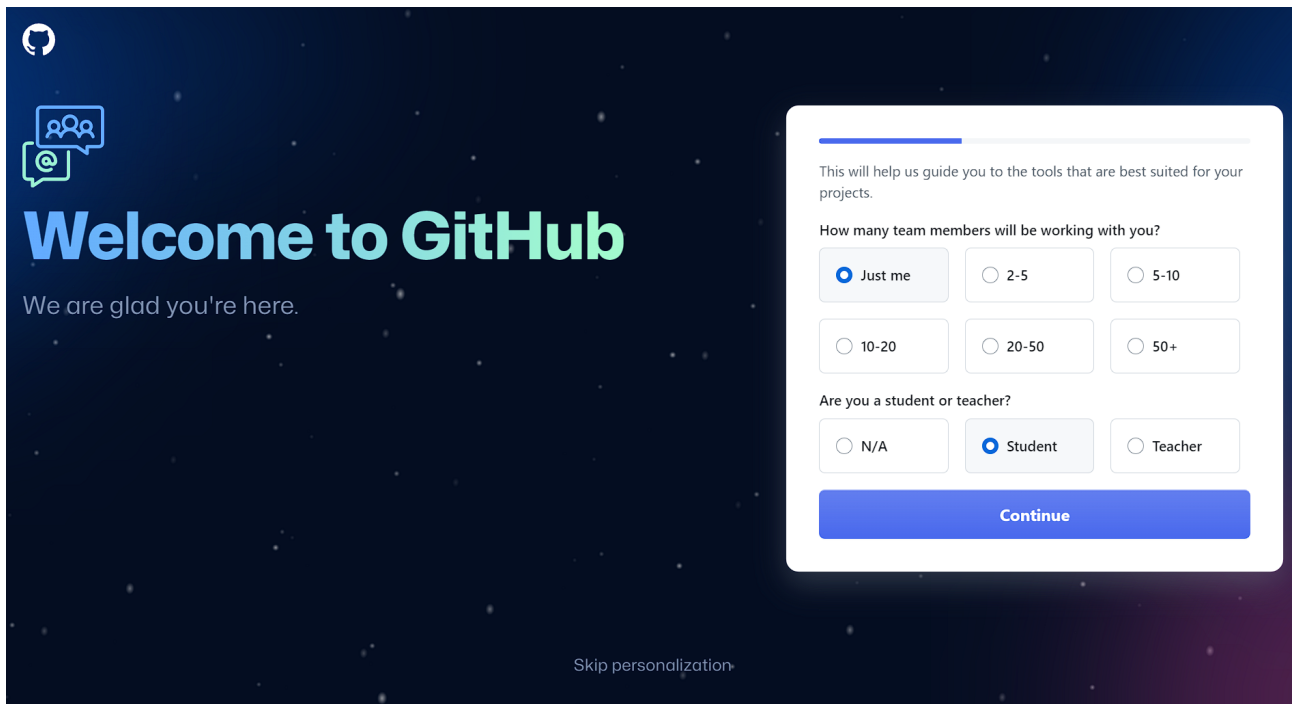 @
Welcome to GitHub
We are glad you're here.
This will help us guide you to the tools that are best suited for your
projects.
How many team members will be working with you?
Just me
2-5
5-10
10-20
20-50
50+
Are you a student or teacher?
N/A
Student
Teacher
Continue
Skip personalization